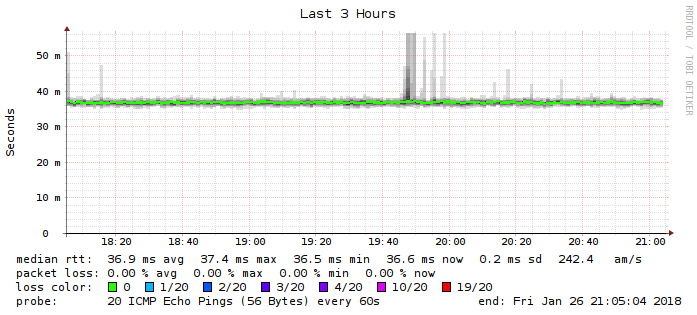 Last 3 Hours
RRDTOOL / TOBI OETIKER
Seconds
50 m
40 m
30 m
20 m
10 m
0
18:20 18:40 19:00 19:20 19:40 20:00 20:20 20:40 21:00
median rtt: 36.9 ms avg 37.4 ms max 36.5 ms min 36.6 ms now 0.2 ms sd 242.4 am/s
packet loss: 0.00 % avg 0.00 % max 0.00 % min 0.00 % now
loss color: 0 1/20 2/20 3/20 4/20 10/20 19/20
probe: 20 ICMP Echo Pings (56 Bytes) every 60s end: Fri Jan 26 21:05:04 2018